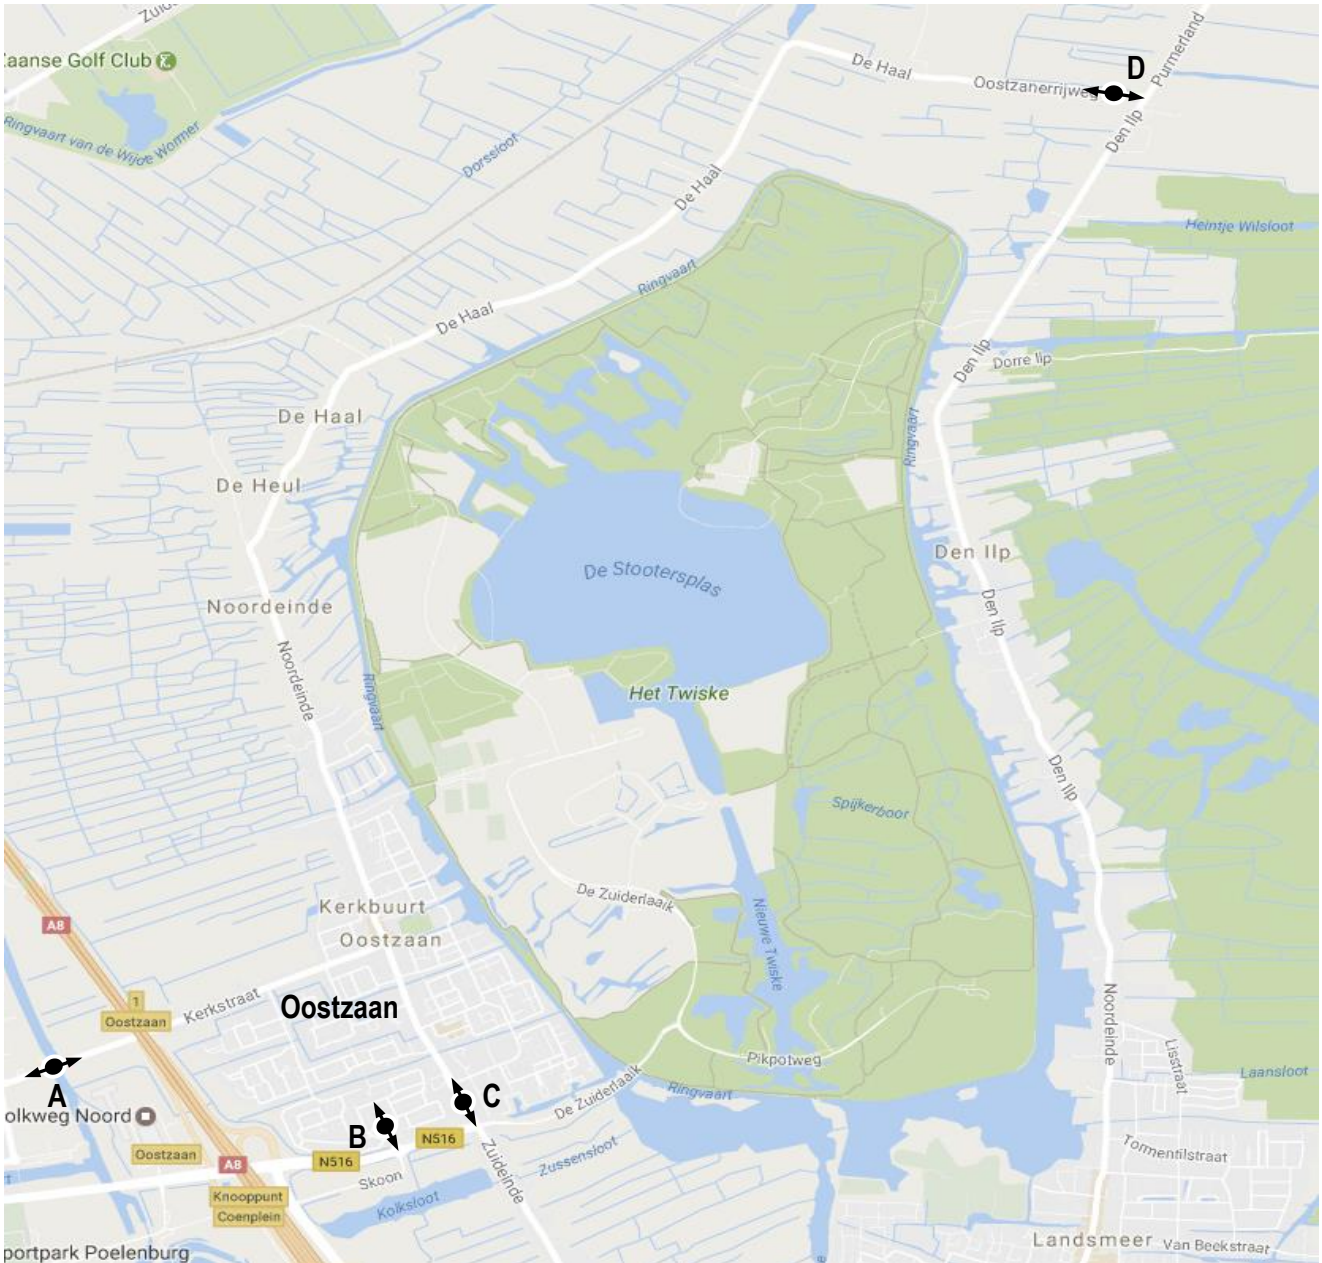 Zuid
Zaanse Golf Club
Ringvaart van de Wijde Wormer
Dorssloot
De Haal
Oostzanerrijweg
D
Purmerland
Den Ilp
De Haal
Heintje Wilsloot
Ringvaart
De Haal
Den Ilp
Dorre Ilp
De Haal
Ringvaart
De Heul
Den Ilp
De Stootersplas
Noordeinde
Den Ilp
Noordeinde
Ringvaart
Het Twiske
Den Ilp
Spijkerboor
De Zuiderlaaik
Kerkbuurt
Oostzaan
A8
Nieuwe Twiske
1
Oostzaan
Kerkstraat
Oostzaan
Noordeinde
Lisstraat
Pikpotweg
A
De Zuiderlaaik
Ringvaart
Laansloot
C
olkweg Noord
B
N516
N516
Oostzaan
A8
Skoon
Zuideinde
Zussensloot
Tormentilstraat
Knooppunt
Coenplein
Kolksloot
Landsmeer
Van Beekstraat
portpark Poelenburg